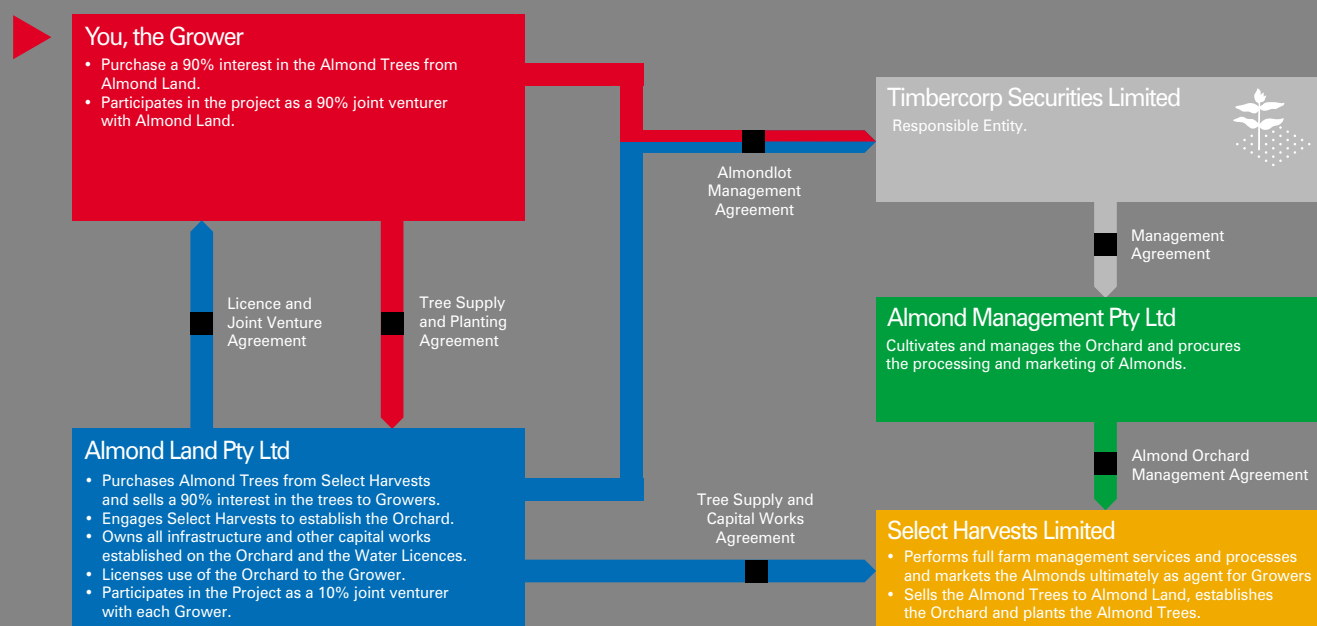 You, the Grower
• Purchase a 90% interest in the Almond Trees from
Almond Land.
• Participates in the project as a 90% joint venturer
with Almond Land.
Timbercorp Securities Limited
Responsible Entity.
Almondlot
Management
Agreement
Management
Agreement
Licence and
Joint Venture
Agreement
Tree Supply
and Planting
Agreement
Almond Management Pty Ltd
Cultivates and manages the Orchard and procures
the processing and marketing of Almonds.
Almond Orchard
Management Agreement
Almond Land Pty Ltd
• Purchases Almond Trees from Select Harvests
and sells a 90% interest in the trees to Growers.
• Engages Select Harvests to establish the Orchard.
• Owns all infrastructure and other capital works
established on the Orchard and the Water Licences.
• Licenses use of the Orchard to the Grower.
• Participates in the Project as a 10% joint venturer
with each Grower.
Tree Supply and
Capital Works
Agreement
Select Harvests Limited
• Performs full farm management services and processes
and markets the Almonds ultimately as agent for Growers
• Sells the Almond Trees to Almond Land, establishes
the Orchard and plants the Almond Trees.